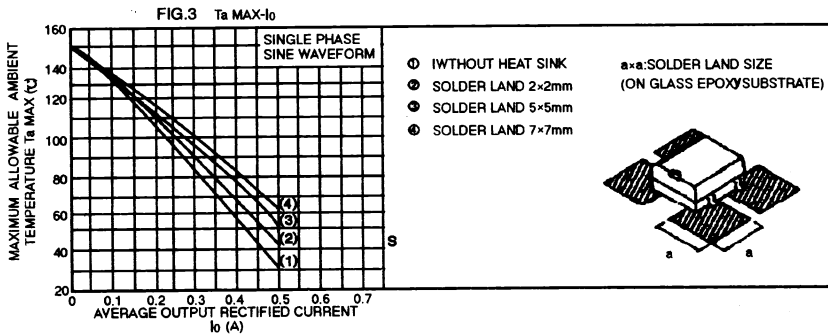 FIG.3 Ta MAX-I₀
SINGLE PHASE
SINE WAVEFORM
MAXIMUM ALLOWABLE AMBIENT
TEMPERATURE Ta MAX (℃)
160
140
120
100
80
60
40
20
(4)
(3)
(2)
(1)
0 0.1 0.2 0.3 0.4 0.5 0.6 0.7
AVERAGE OUTPUT RECTIFIED CURRENT
I₀ (A)
① IWTHOUT HEAT SINK
② SOLDER LAND 2×2mm
③ SOLDER LAND 5×5mm
④ SOLDER LAND 7×7mm
S
a×a:SOLDER LAND SIZE
(ON GLASS EPOXY/SUBSTRATE)
a a